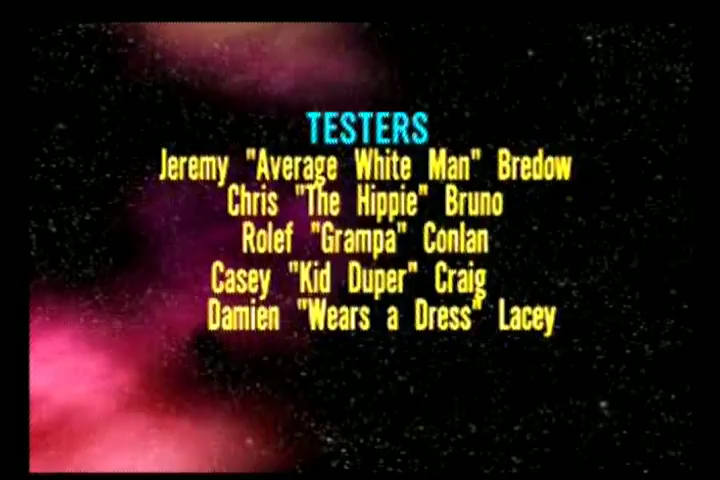 TESTERS
Jeremy "Average White Man" Bredow
Chris "The Hippie" Bruno
Rolef "Grampa" Conlan
Casey "Kid Duper" Craig
Damien "Wears a Dress" Lacey